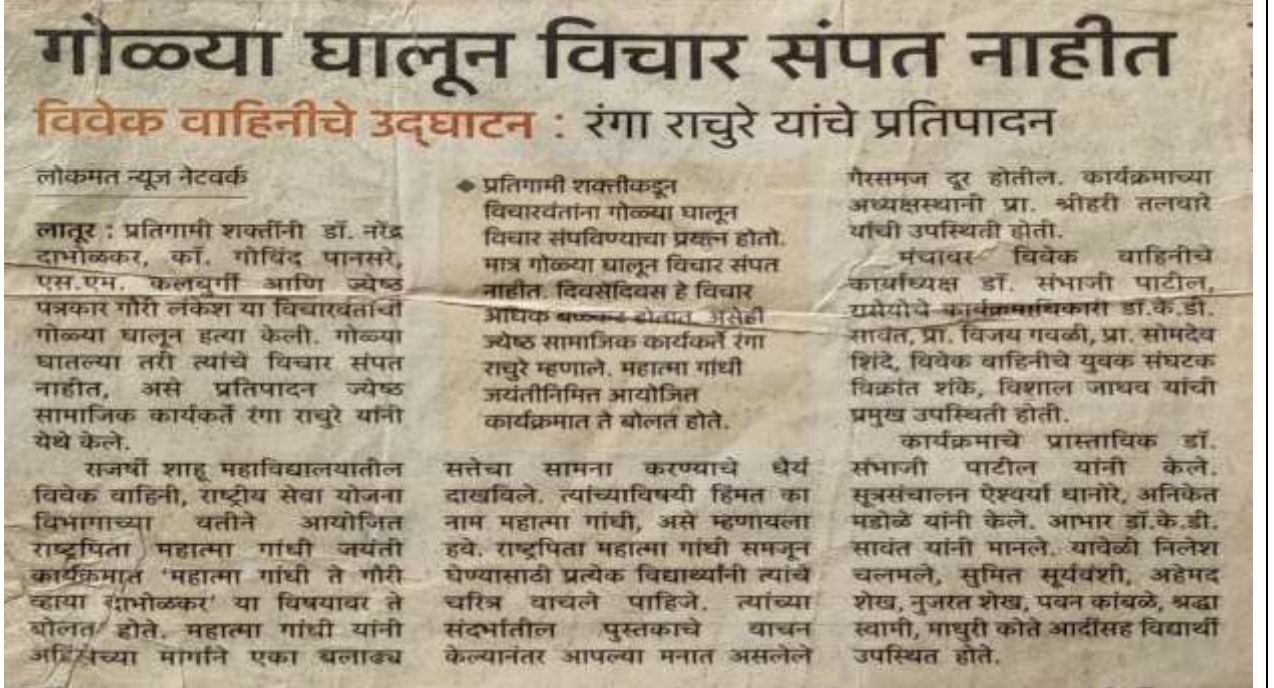 गोळ्या घालून विचार संपत नाहीत
विवेक वाहिनीचे उद्‌घाटन : रंगा राचुरे यांचे प्रतिपादन
लोकमत न्यूज नेटवर्क
लातूर : प्रतिगामी शक्तींनी डॉ. नरेंद्र
दाभोळकर, कॉ. गोविंद पानसरे,
एस.एम. कलबुर्गी आणि ज्येष्ठ
पत्रकार गौरी लंकेश या विचारवंतांची
गोळ्या घालून हत्या केली. गोळ्या
घातल्या तरी त्यांचे विचार संपत
नाहीत, असे प्रतिपादन ज्येष्ठ
सामाजिक कार्यकर्ते रंगा राचुरे यांनी
येथे केले.
राजर्षी शाहू महाविद्यालयातील
विवेक वाहिनी, राष्ट्रीय सेवा योजना
विभागाच्या वतीने आयोजित
राष्ट्रपिता महात्मा गांधी जयंती
कार्यक्रमात 'महात्मा गांधी ते गौरी
व्हाया दाभोळकर' या विषयावर ते
बोलत होते. महात्मा गांधी यांनी
अहिंसेच्या मार्गाने एका बलाढ्य
◆ प्रतिगामी शक्तीकडून
विचारवंतांना गोळ्या घालून
विचार संपविण्याचा प्रयत्न होतो.
मात्र गोळ्या घालून विचार संपत
नाहीत. दिवसेंदिवस हे विचार
अधिक बळकट होतात, असेही
ज्येष्ठ सामाजिक कार्यकर्ते रंगा
राचुरे म्हणाले. महात्मा गांधी
जयंतीनिमित आयोजित
कार्यक्रमात ते बोलत होते.
सत्तेचा सामना करण्याचे धैर्य
दाखविले. त्यांच्याविषयी हिंमत का
नाम महात्मा गांधी, असे म्हणायला
हवे. राष्ट्रपिता महात्मा गांधी समजून
घेण्यासाठी प्रत्येक विद्यार्थ्यांनी त्यांचे
चरित्र वाचले पाहिजे. त्यांच्या
संदर्भातील पुस्तकाचे वाचन
केल्यानंतर आपल्या मनात असलेले
गैरसमज दूर होतील. कार्यक्रमाच्या
अध्यक्षस्थानी प्रा. श्रीहरी तलवारे
यांची उपस्थिती होती.
मंचावर विवेक वाहिनीचे
कार्याध्यक्ष डॉ. संभाजी पाटील,
रासेयोचे कार्यक्रमाधिकारी डॉ.के.डी.
सावंत, प्रा. विजय गवळी, प्रा. सोमदेव
शिंदे, विवेक वाहिनीचे युवक संघटक
विक्रांत शंके, विशाल जाधव यांची
प्रमुख उपस्थिती होती.
कार्यक्रमाचे प्रास्ताविक डॉ.
संभाजी पाटील यांनी केले.
सूत्रसंचालन ऐश्वर्या धानोरे, अनिकेत
मडोळे यांनी केले. आभार डॉ.के.डी.
सावंत यांनी मानले. यावेळी निलेश
चलमले, सुमित सूर्यवंशी, अहेमद
शेख, नुजरत शेख, पवन कांबळे, श्रद्धा
स्वामी, माधुरी कोते आदींसह विद्यार्थी
उपस्थित होते.